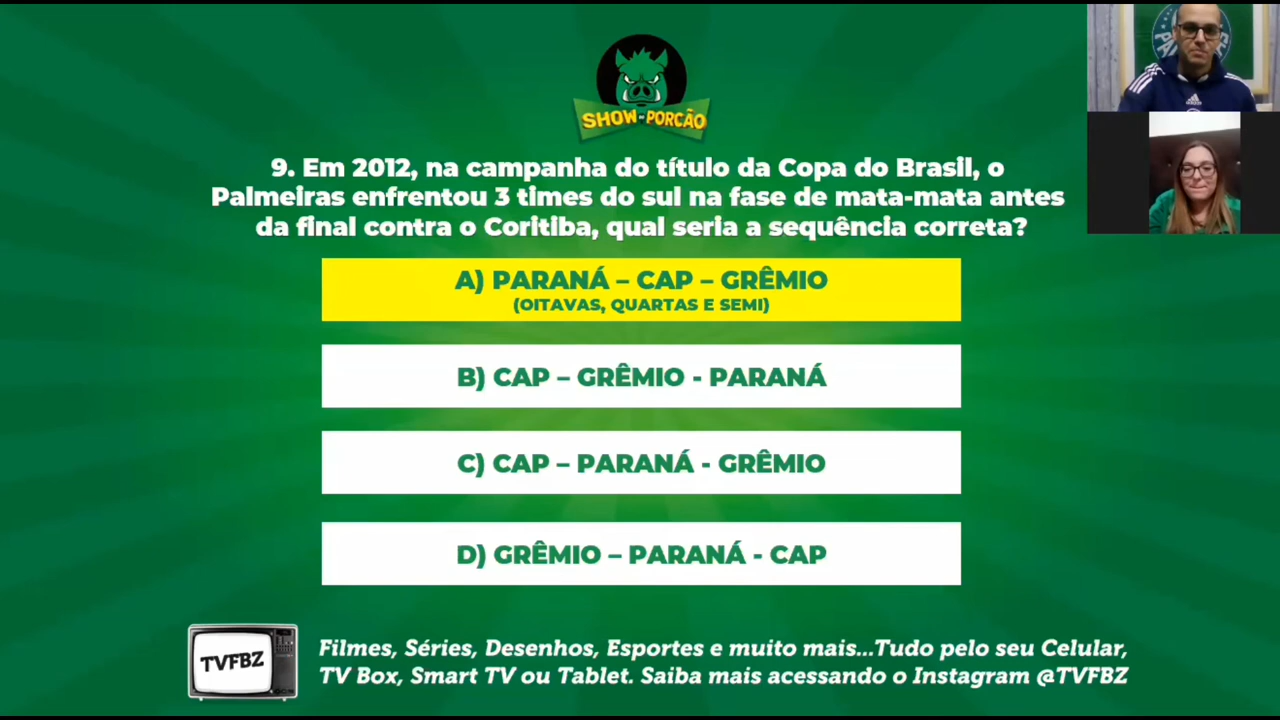 SHOW-PORCÃO
9. Em 2012, na campanha do título da Copa do Brasil, o
Palmeiras enfrentou 3 times do sul na fase de mata-mata antes
da final contra o Coritiba, qual seria a sequência correta?
A) PARANÁ – CAP – GRÊMIO
(OITAVAS, QUARTAS E SEMI)
B) CAP – GRÊMIO - PARANÁ
C) CAP – PARANÁ - GRÊMIO
D) GRÊMIO – PARANÁ - CAP
TVFBZ
Filmes, Séries, Desenhos, Esportes e muito mais...Tudo pelo seu Celular,
TV Box, Smart TV ou Tablet. Saiba mais acessando o Instagram @TVFBZ